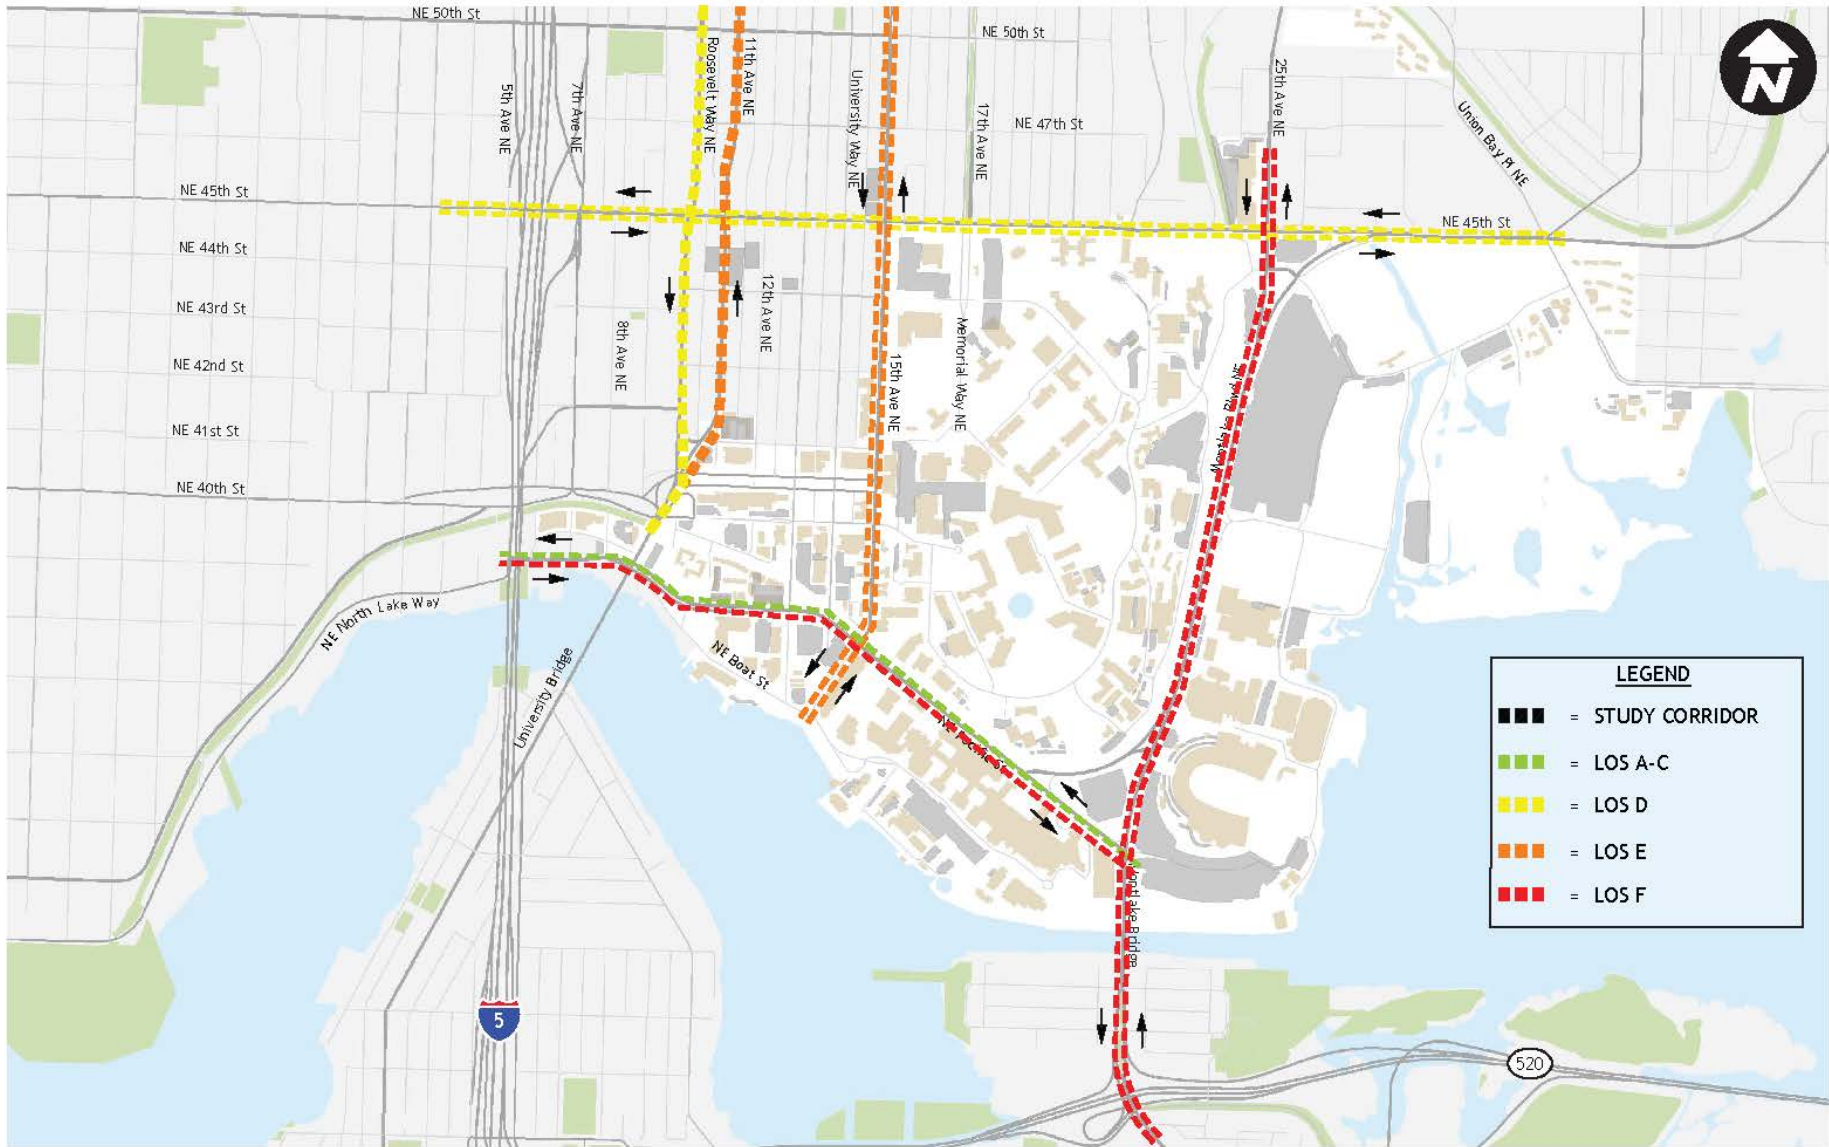 NE 50th St
NE 50th St
Roosevelt Way NE
11th Ave NE
University Way NE
5th Ave NE
7th Ave NE
17th Ave NE
NE 47th St
25th Ave NE
Union Bay Pl NE
N
NE 45th St
NE 45th St
NE 44th St
NE 43rd St
12th Ave NE
8th Ave NE
NE 42nd St
15th Ave NE
Memorial Way NE
Montlake Blvd NE
NE 41st St
NE 40th St
NE North Lake Way
University Bridge
NE Boat St
NE Pacific St
Montlake Bridge
LEGEND
= STUDY CORRIDOR
= LOS A-C
= LOS D
= LOS E
= LOS F
5
520